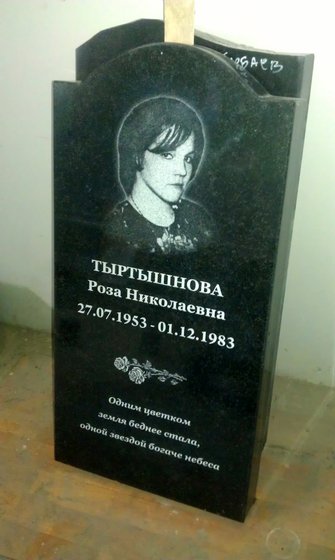 ТЫРТЫШНОВА
Роза Николаевна
27.07.1953 - 01.12.1983
Одним цветком
земля беднее стала,
одной звездой богаче небеса